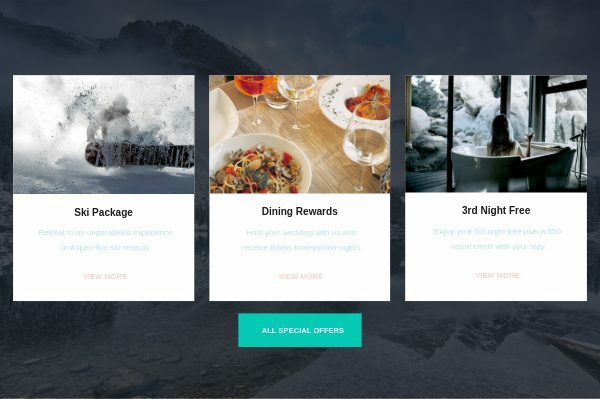 Ski Package
Retreat to an unparalleled experience
in Aspen this ski season.
VIEW MORE
Dining Rewards
Host your wedding with us and
receive bonus honeymoon nights.
VIEW MORE
3rd Night Free
Enjoy your 5th night free plus a $50
resort credit with your stay.
VIEW MORE
ALL SPECIAL OFFERS